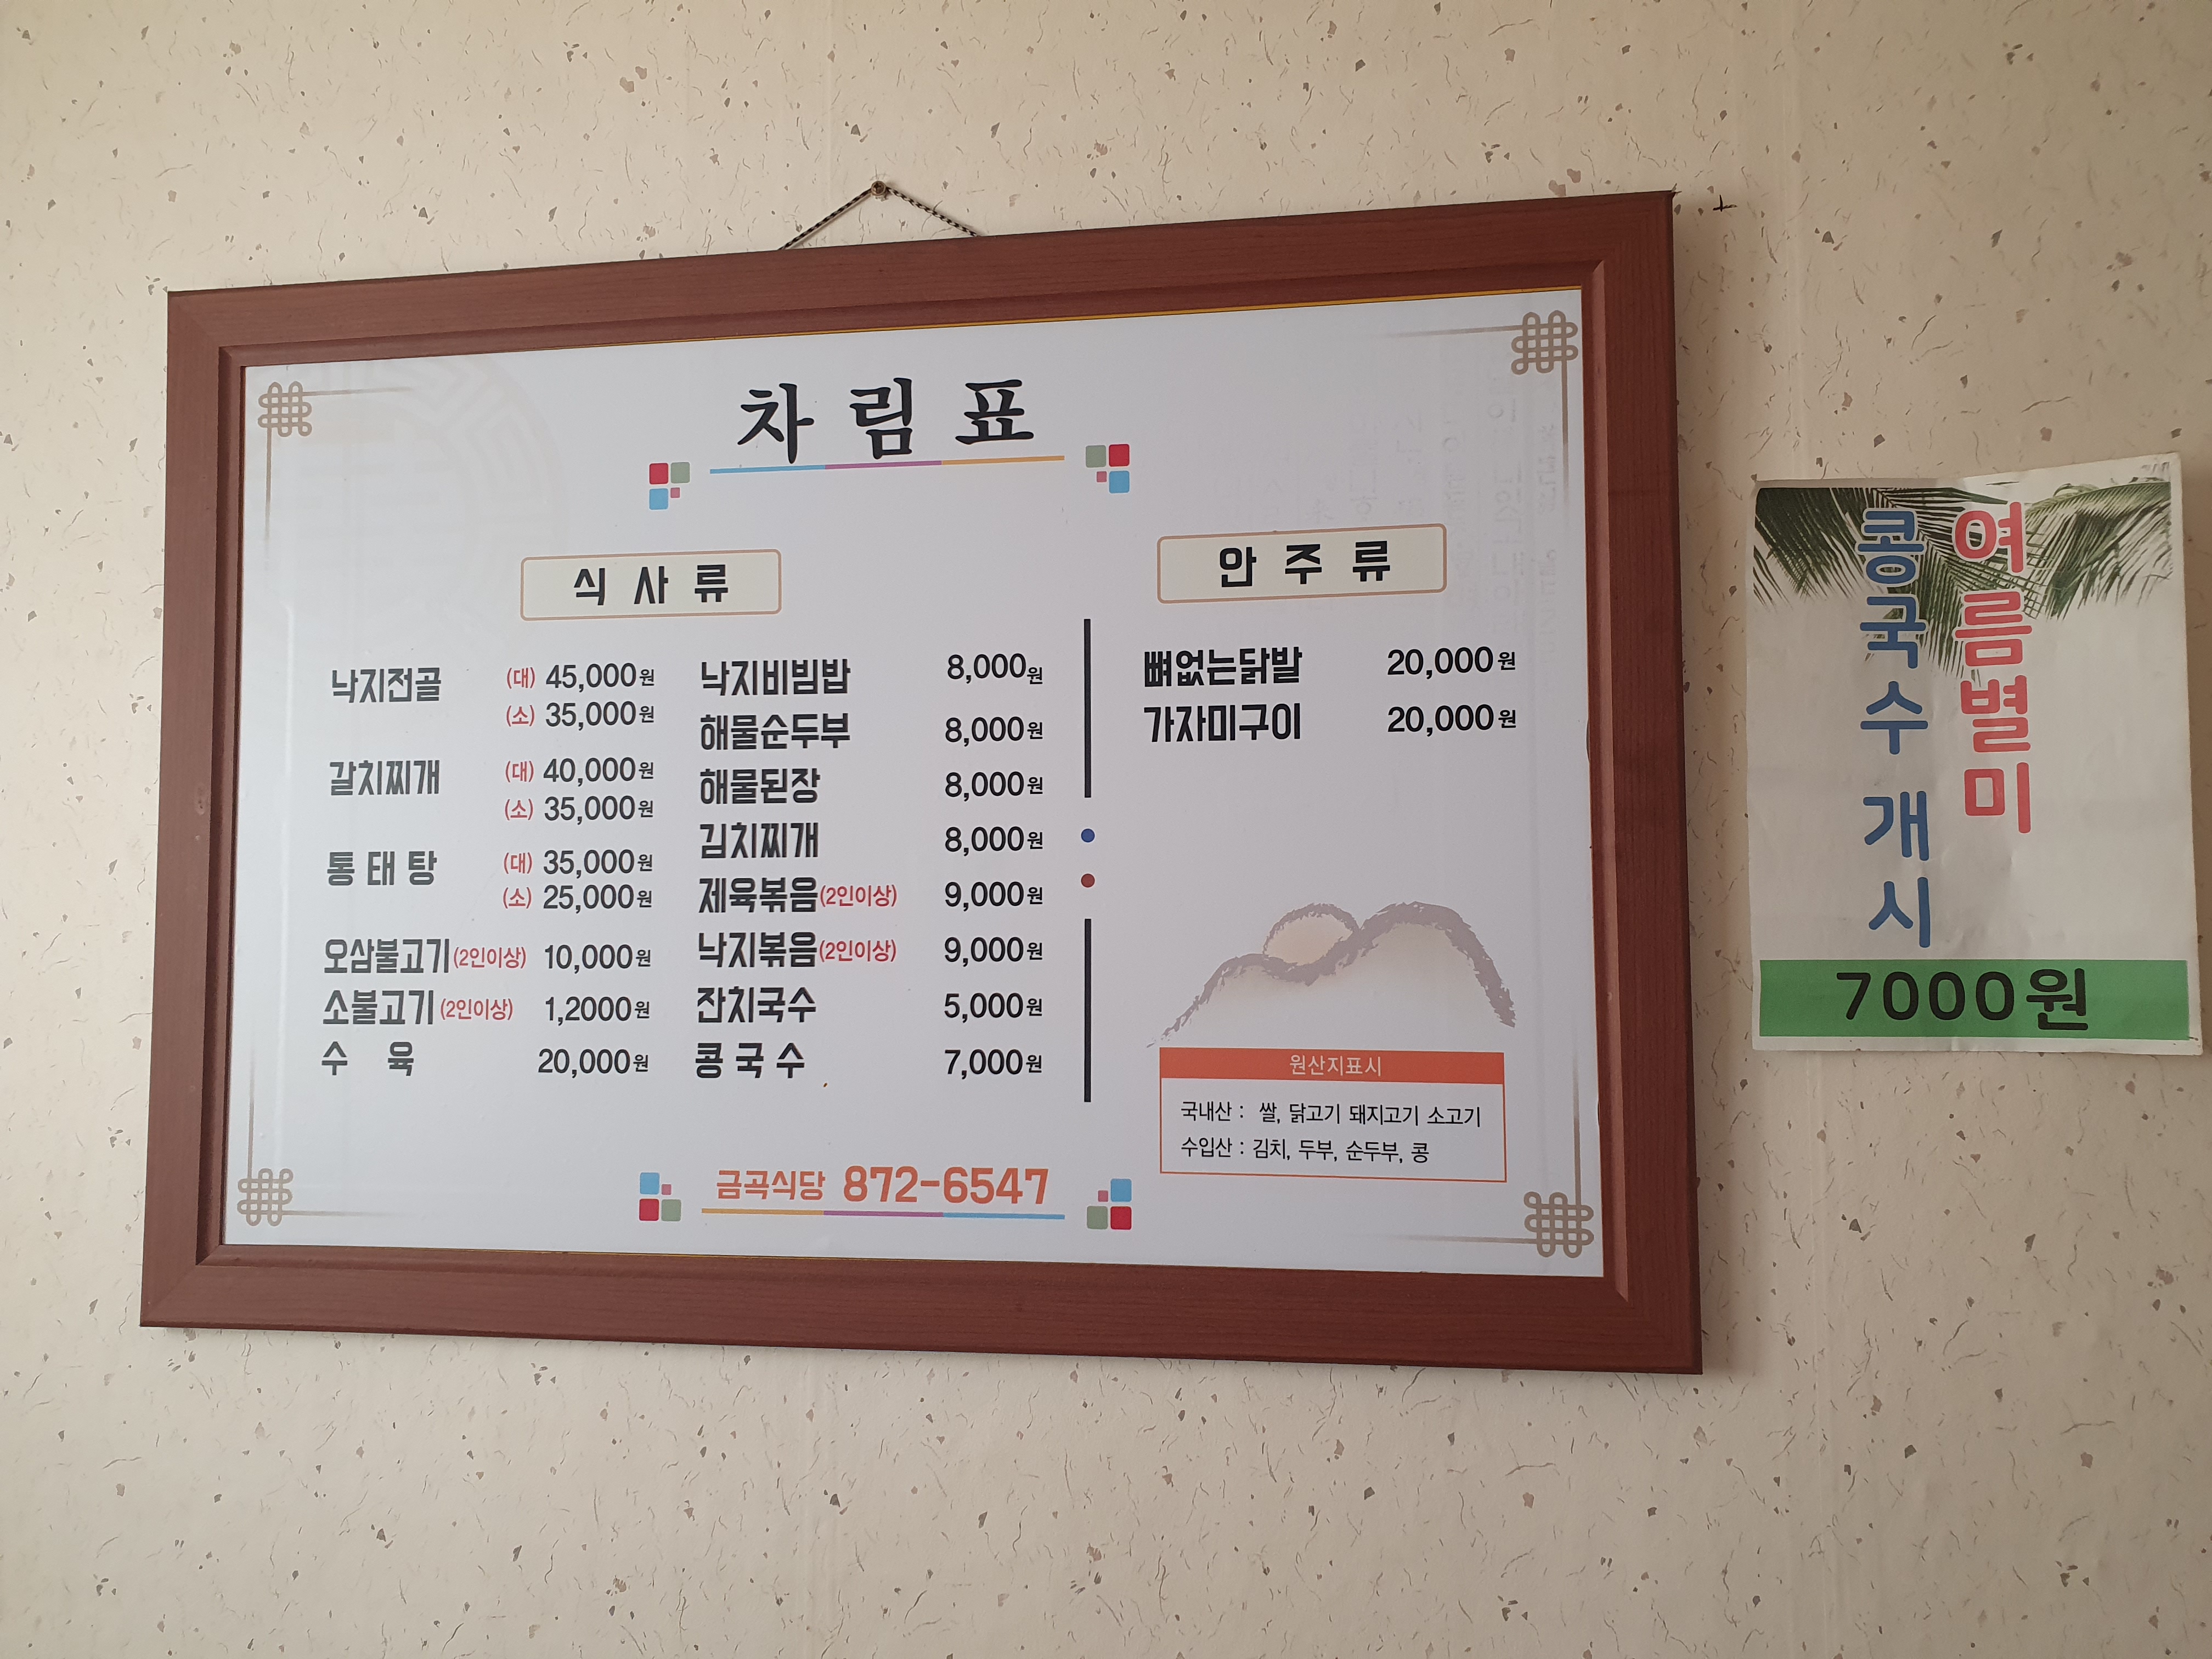 차 림 표
식 사 류
낙지전골 (대) 45,000원
(소) 35,000원
갈치찌개 (대) 40,000원
(소) 35,000원
통 태 탕 (대) 35,000원
(소) 25,000원
오삼불고기(2인이상) 10,000원
소불고기(2인이상) 1,2000원
수 육 20,000원
낙지비빔밥 8,000원
해물순두부 8,000원
해물된장 8,000원
김치찌개 8,000원
제육볶음(2인이상) 9,000원
낙지볶음(2인이상) 9,000원
잔치국수 5,000원
콩 국 수 7,000원
안 주 류
뼈없는닭발 20,000원
가자미구이 20,000원
원산지표시
국내산 : 쌀, 닭고기 돼지고기 소고기
수입산 : 김치, 두부, 순두부, 콩
금곡식당 872-6547
여름별미
콩국수 개시
7000원